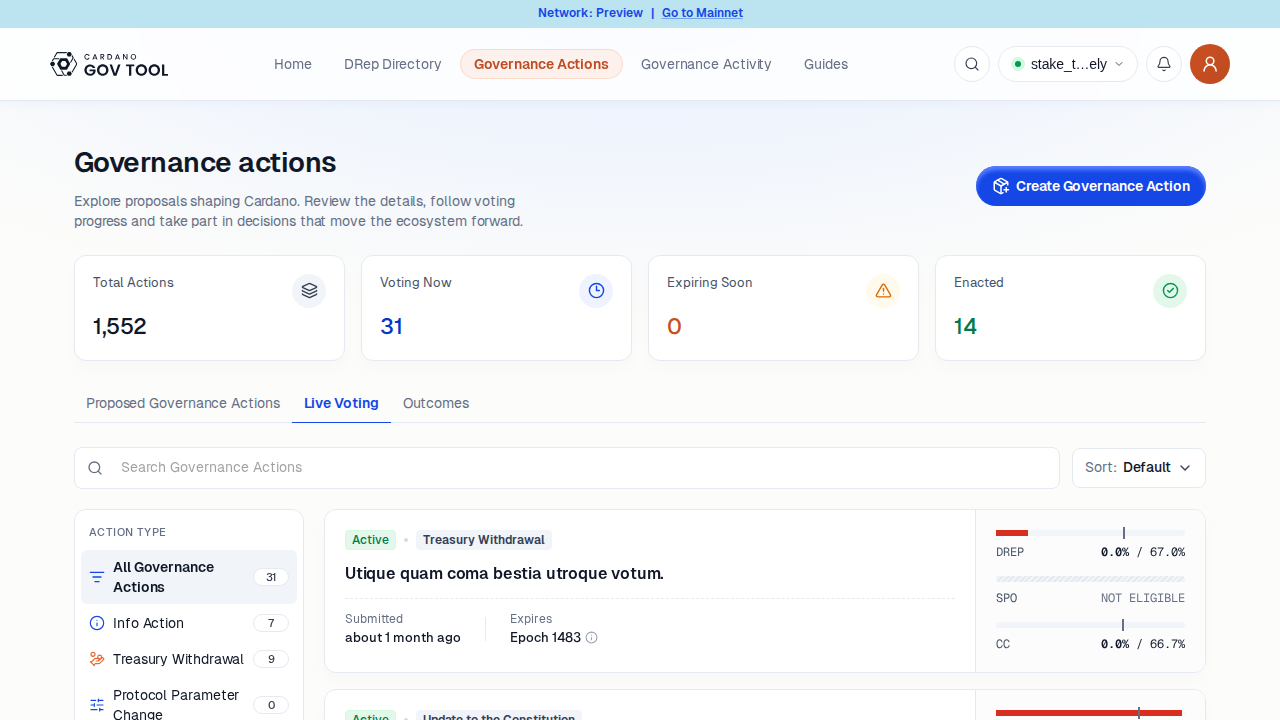 Network: Preview | Go to Mainnet
CARDANO
GOV TOOL
Home
DRep Directory
Governance Actions
Governance Activity
Guides
stake_t...ely
Governance actions
Explore proposals shaping Cardano. Review the details, follow voting
progress and take part in decisions that move the ecosystem forward.
Create Governance Action
Total Actions
1,552
Voting Now
31
Expiring Soon
0
Enacted
14
Proposed Governance Actions
Live Voting
Outcomes
Search Governance Actions
Sort: Default
ACTION TYPE
All Governance
Actions
31
Info Action
7
Treasury Withdrawal
9
Protocol Parameter
Change
0
Active
Treasury Withdrawal
Utique quam coma bestia utroque votum.
Submitted
about 1 month ago
Expires
Epoch 1483
DREP
0.0% / 67.0%
SPO
NOT ELIGIBLE
CC
0.0% / 66.7%
Active
Update to the Constitution